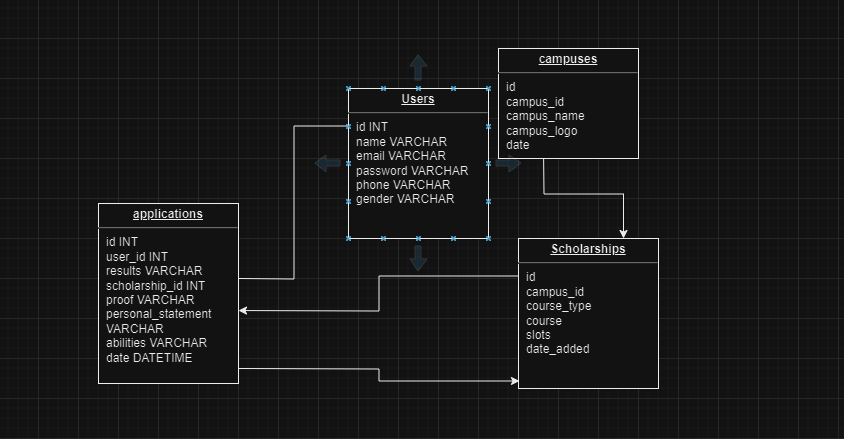 campuses
id
campus_id
campus_name
campus_logo
date
Users
id INT
name VARCHAR
email VARCHAR
password VARCHAR
phone VARCHAR
gender VARCHAR
applications
id INT
user_id INT
results VARCHAR
scholarship_id INT
proof VARCHAR
personal_statement
VARCHAR
abilities VARCHAR
date DATETIME
Scholarships
id
campus_id
course_type
course
slots
date_added